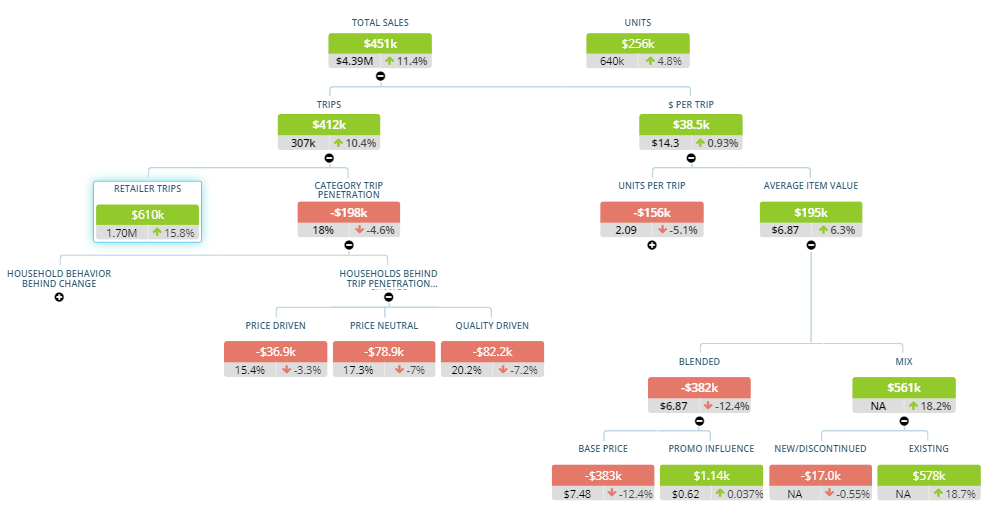 TOTAL SALES UNITS
$451k $256k
$4.39M 11.4% 640k 4.8%
TRIPS $ PER TRIP
$412k $38.5k
307k 10.4% $14.3 0.93%
RETAILER TRIPS CATEGORY TRIP UNITS PER TRIP AVERAGE ITEM VALUE
PENETRATION
$610k -$198k -$156k $195k
1.70M 15.8% 18% -4.6% 2.09 -5.1% $6.87 6.3%
HOUSEHOLD BEHAVIOR HOUSEHOLDS BEHIND
BEHIND CHANGE TRIP PENETRATION...
PRICE DRIVEN PRICE NEUTRAL QUALITY DRIVEN
-$36.9k -$78.9k -$82.2k
15.4% -3.3% 17.3% -7% 20.2% -7.2%
BLENDED MIX
-$382k $561k
$6.87 -12.4% NA 18.2%
BASE PRICE PROMO INFLUENCE NEW/DISCONTINUED EXISTING
-$383k $1.14k -$17.0k $578k
$7.48 -12.4% $0.62 0.037% NA -0.55% NA 18.7%